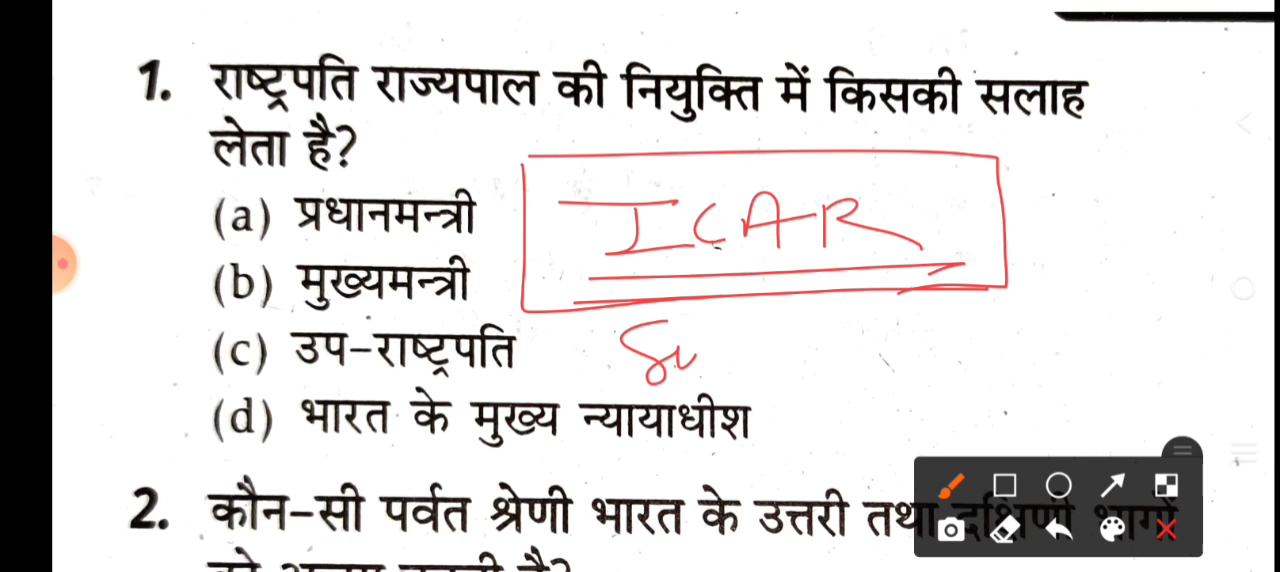 1. राष्ट्रपति राज्यपाल की नियुक्ति में किसकी सलाह
लेता है?
(a) प्रधानमन्त्री
ICAR
(b) मुख्यमन्त्री
(c) उप-राष्ट्रपति
(d) भारत के मुख्य न्यायाधीश
2. कौन-सी पर्वत श्रेणी भारत के उत्तरी तथा दक्षिणी भागों